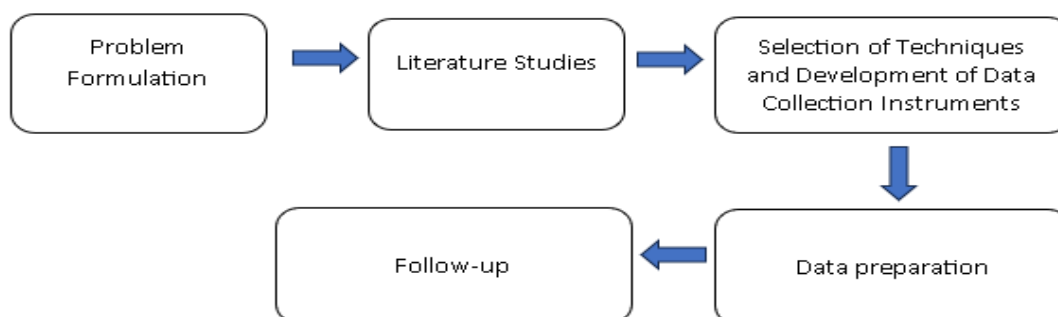 Problem
Formulation
Literature Studies
Selection of Techniques
and Development of Data
Collection Instruments
Data preparation
Follow-up